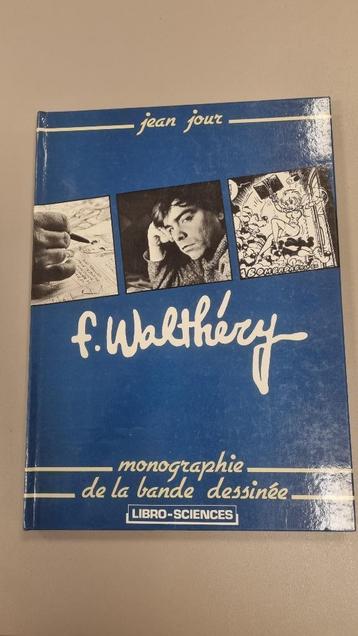 jean jour
f. Walthéry
monographie
de la bande dessinée
LIBRO-SCIENCES